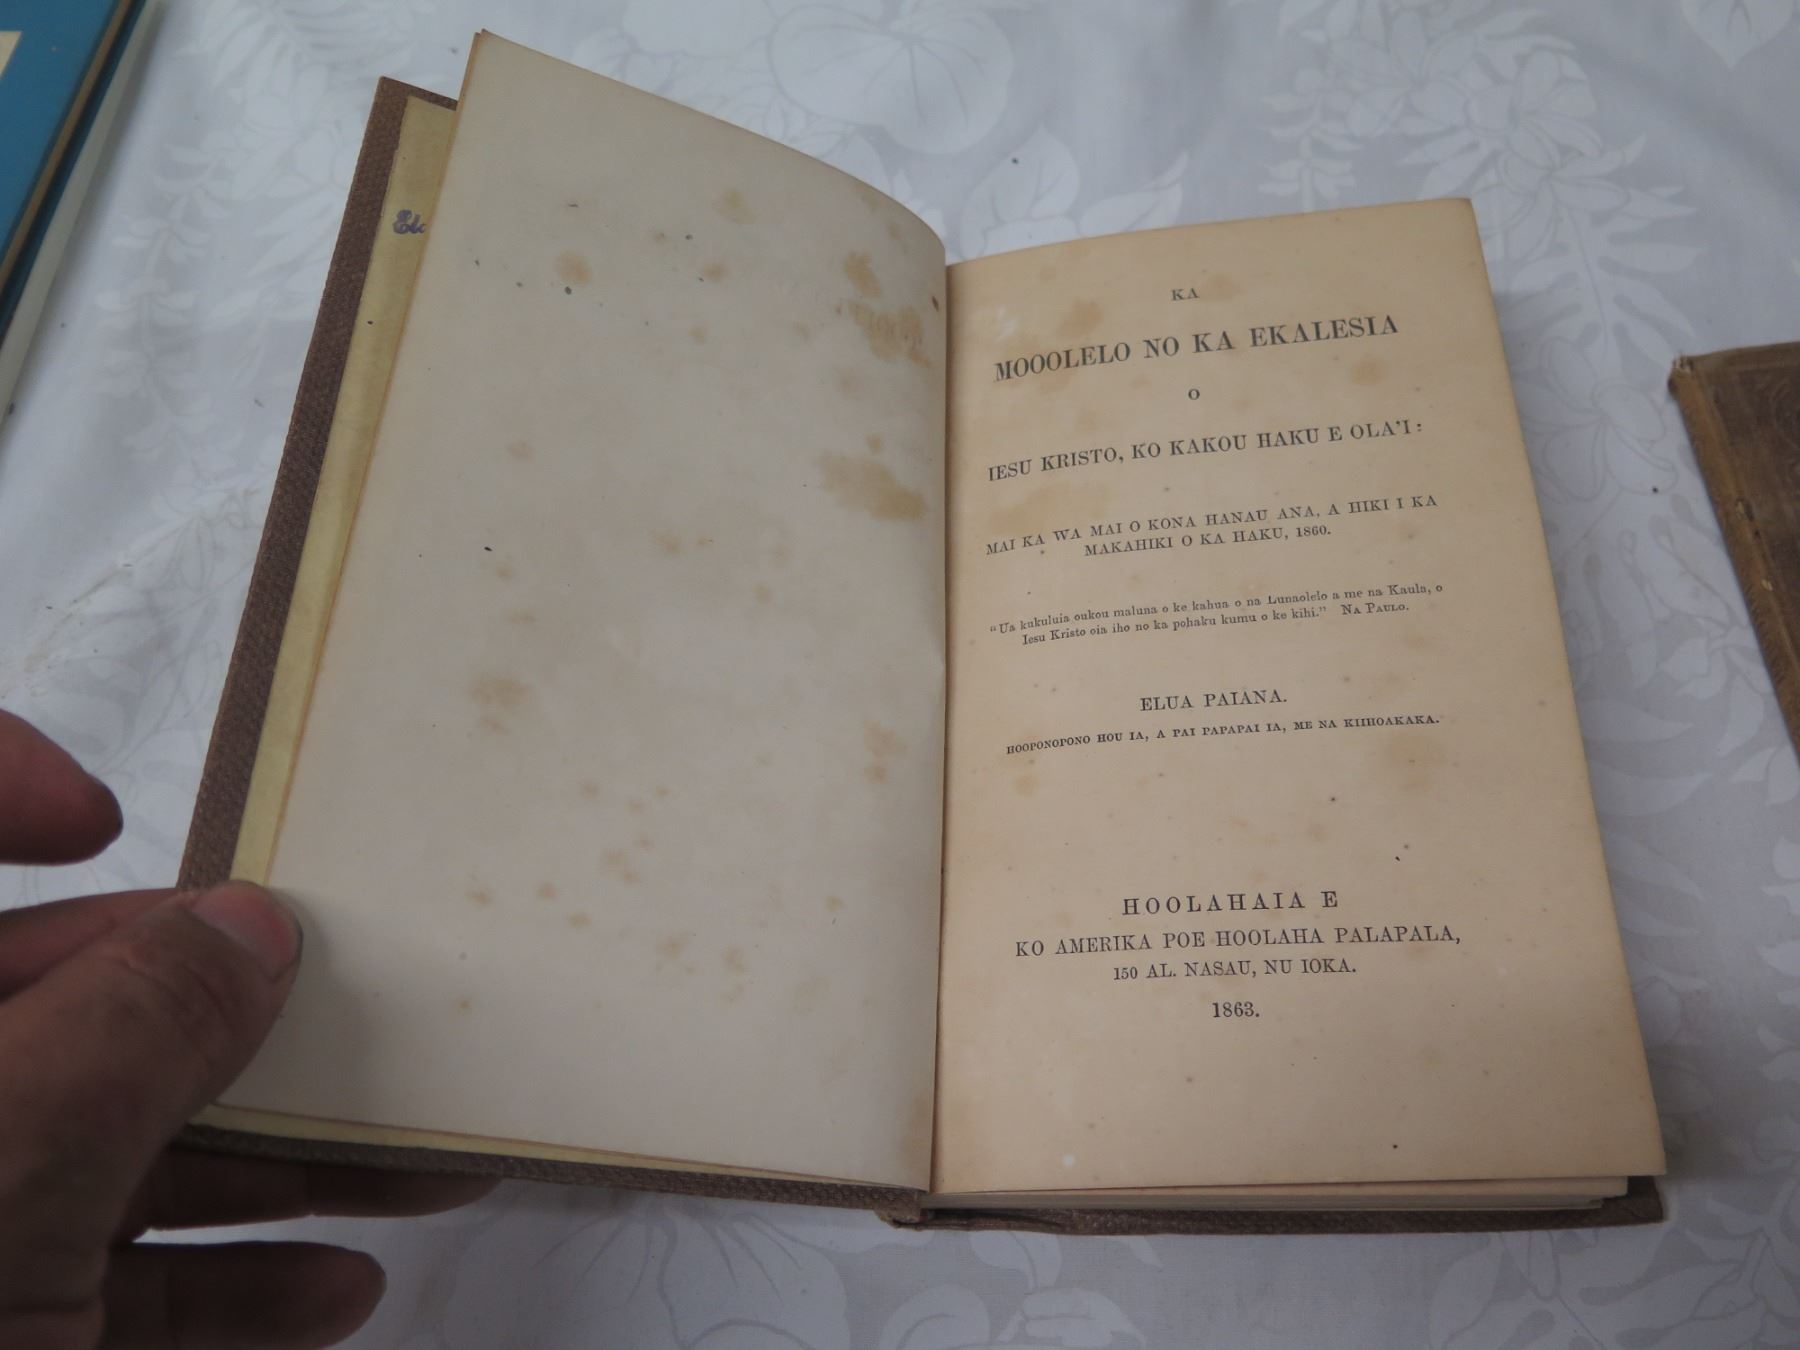 KA
MOOOLELO NO KA EKALESIA
O
IESU KRISTO, KO KAKOU HAKU E OLA'I:
MAI KA WA MAI O KONA HANAU ANA, A HIKI I KA
MAKAHIKI O KA HAKU, 1860.
"Ua kukuluia oukou maluna o ke kahua o na Lunaolelo a me na Kaula, o
Iesu Kristo oia iho no ka pohaku kumu o ke kihi." NA PAULO.
ELUA PAIANA.
HOOPONOPONO HOU IA, A PAI PAPAPAI IA, ME NA KIIHOAKAKA.
HOOLAHAIA E
KO AMERIKA POE HOOLAHA PALAPALA,
150 AL. NASAU, NU IOKA.
1863.